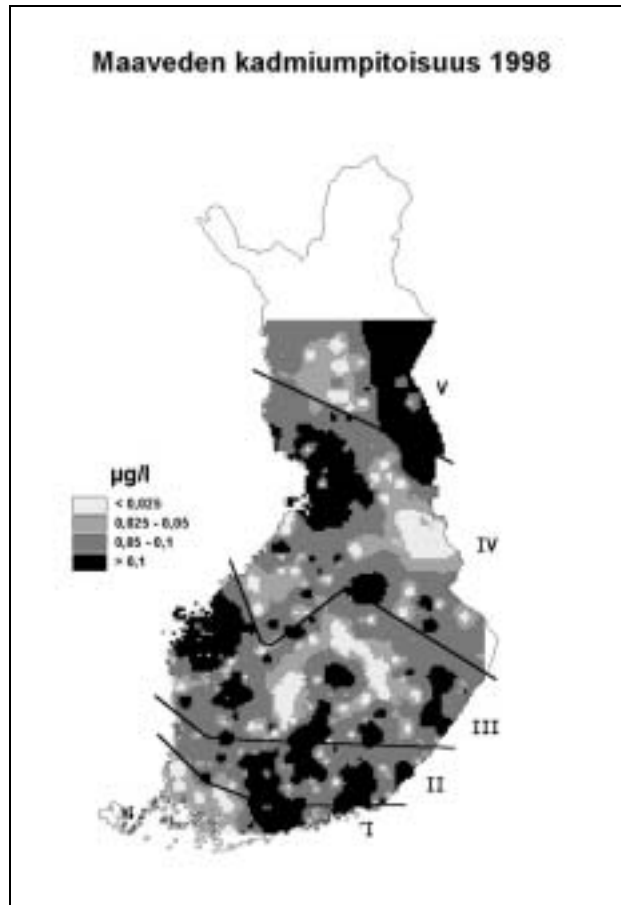 Maaveden kadmiumpitoisuus 1998
V
µg/l
< 0,025
0,025 - 0,05
0,05 - 0,1
> 0,1
IV
III
II
I